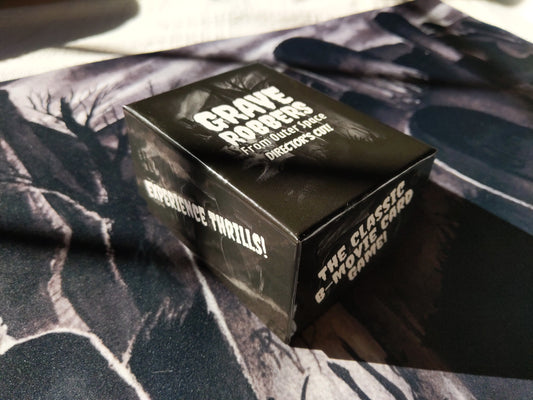 GRAVE
ROBBERS
From Outer Space
DIRECTOR'S CUT!
EXPERIENCE THRILLS!
THE CLASSIC
B-MOVIE CARD
GAME!